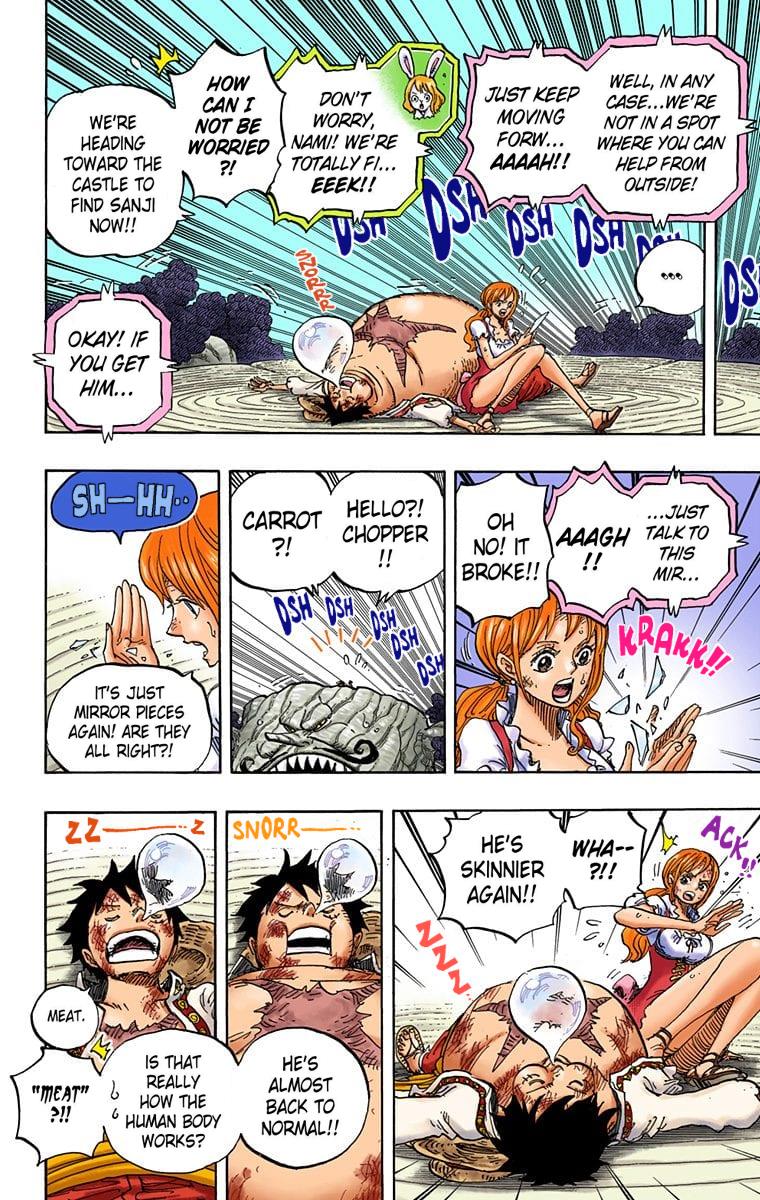 WELL, IN ANY
CASE...WE'RE
NOT IN A SPOT
WHERE YOU CAN
HELP FROM
OUTSIDE!
JUST KEEP
MOVING
FORW...
AAAAH!!
DON'T
WORRY,
NAMI! WE'RE
TOTALLY FI...
EEEK!!
HOW
CAN I
NOT BE
WORRIED
?!
WE'RE
HEADING
TOWARD THE
CASTLE TO
FIND SANJI
NOW!!
DSH
DSH
DSH
DSH
DSH
DSH
...
SNORRR
OKAY! IF
YOU GET
HIM...
...JUST
TALK TO
THIS
MIR...
AAAGH
!!
OH
NO! IT
BROKE!!
KRAKK!!
HELLO?!
CHOPPER
!!
CARROT
?!
DSH
DSH
DSH
DSH
DSH
SH—HH..
IT'S JUST
MIRROR PIECES
AGAIN! ARE THEY
ALL RIGHT?!
ACK!!
WHA--
?!!
HE'S
SKINNIER
AGAIN!!
ZZZ
SNORR—
HE'S
ALMOST
BACK TO
NORMAL!!
ZZ—Z
MEAT.
IS THAT
REALLY
HOW THE
HUMAN BODY
WORKS?
"MEAT"
?!!